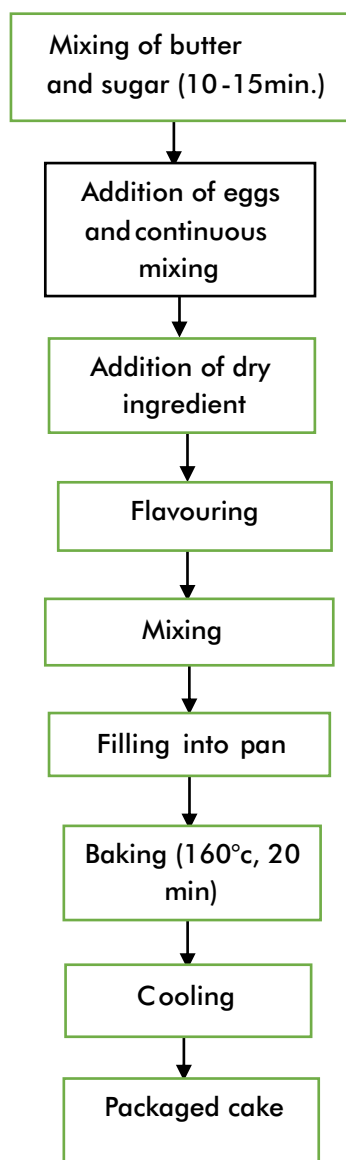 Mixing of butter
and sugar (10-15min.)
Addition of eggs
and continuous
mixing
Addition of dry
ingredient
Flavouring
Mixing
Filling into pan
Baking (160°c, 20
min)
Cooling
Packaged cake